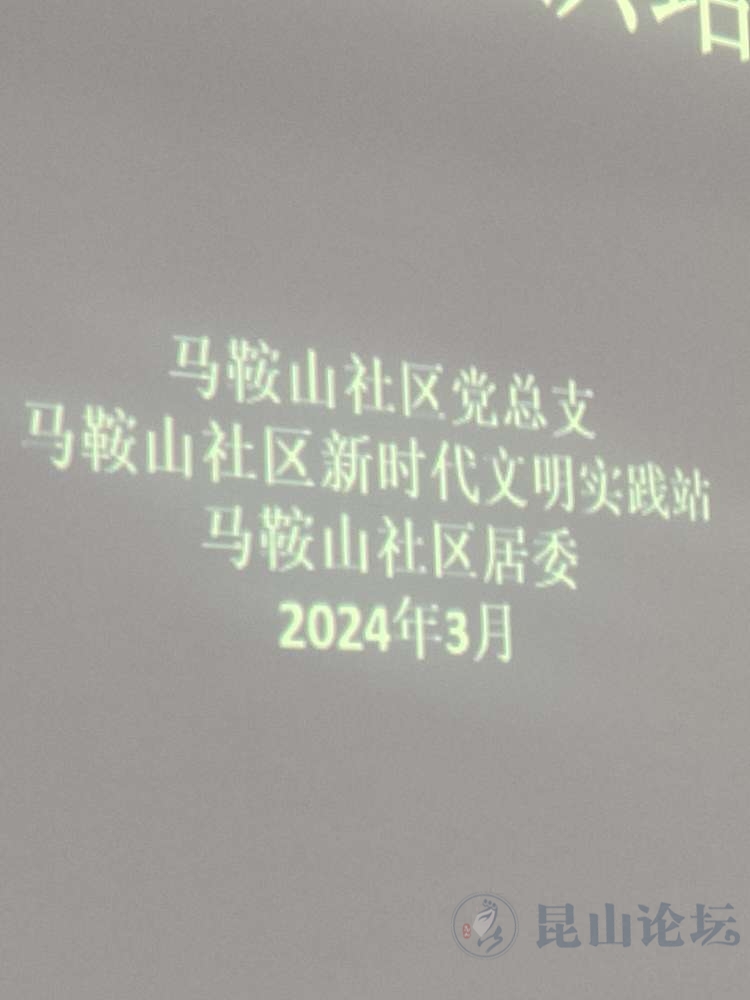 站
马鞍山社区党总支
马鞍山社区新时代文明实践站
马鞍山社区居委
2024年3月
昆山论坛